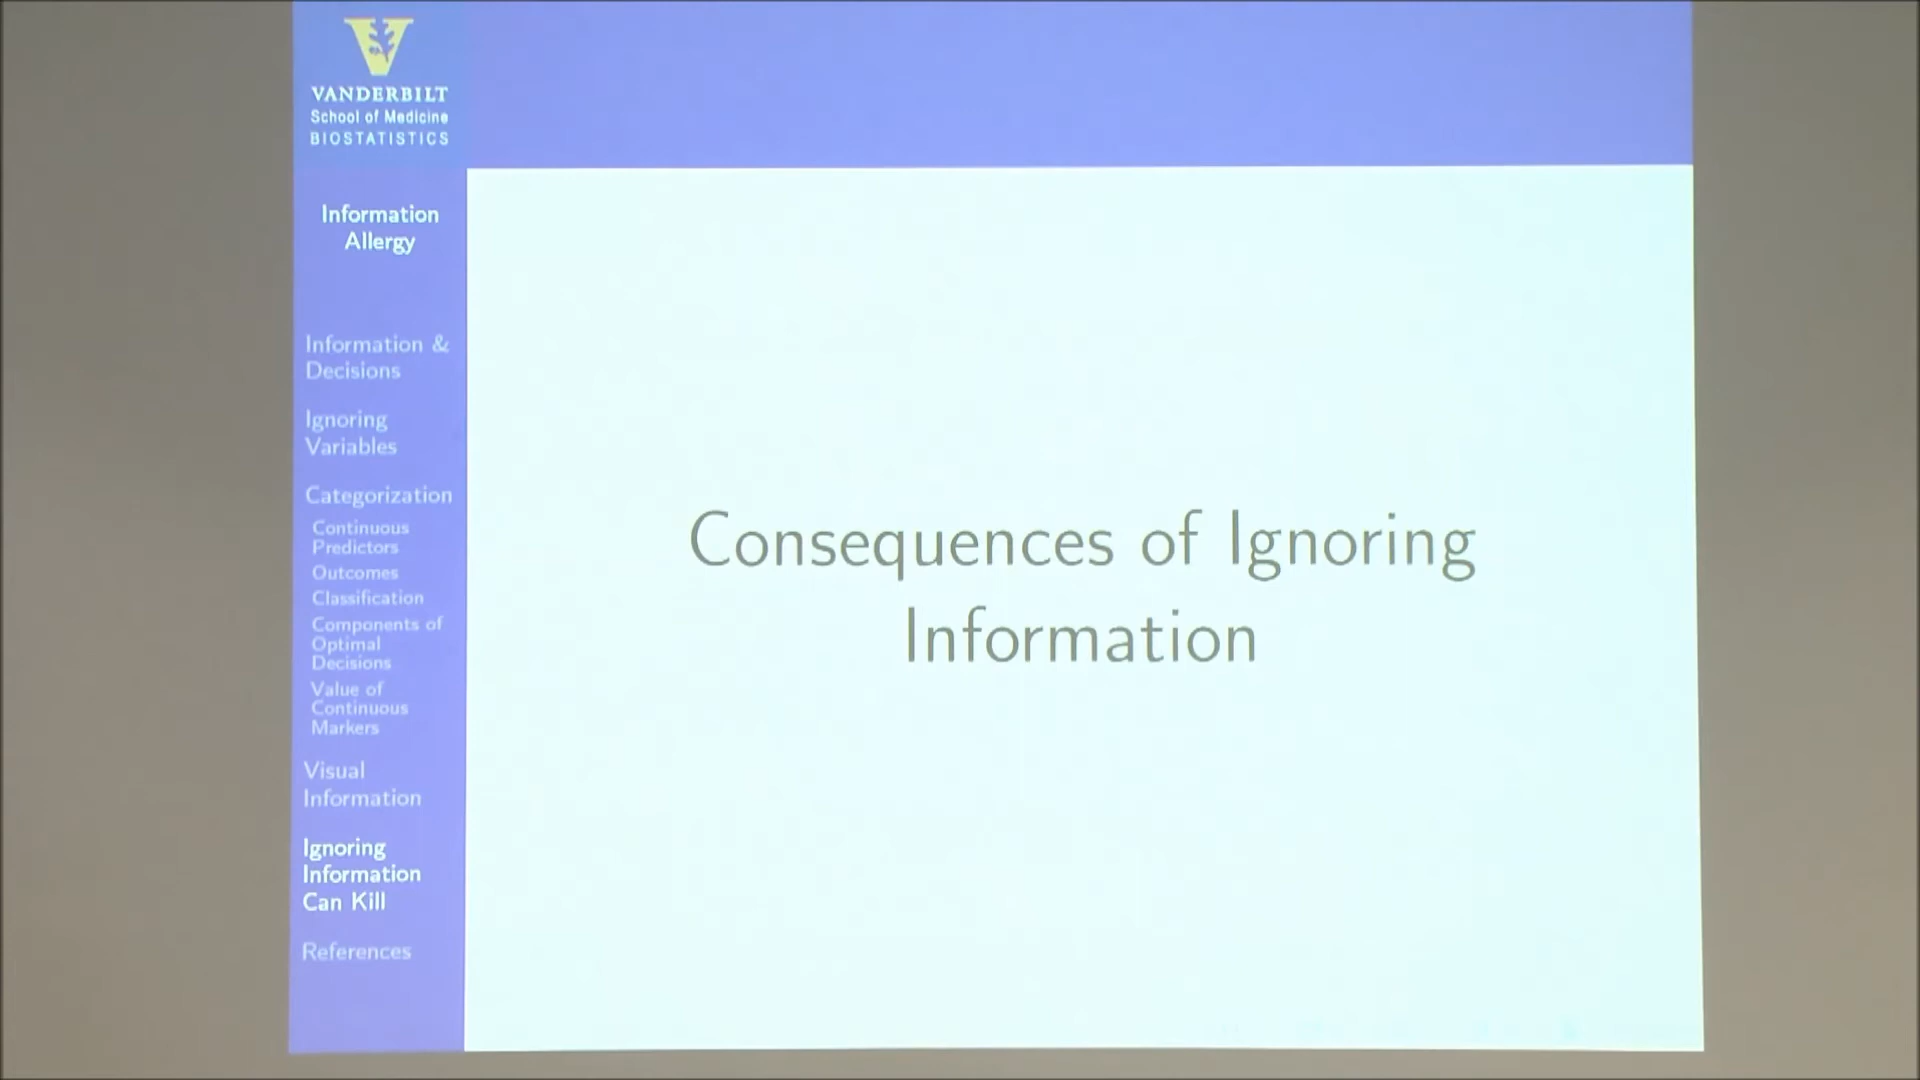 VANDERBILT
School of Medicine
BIOSTATISTICS
Information
Allergy
Information &
Decisions
Ignoring
Variables
Categorization
Continuous
Predictors
Outcomes
Classification
Components of
Optimal
Decisions
Value of
Continuous
Markers
Visual
Information
Ignoring
Information
Can Kill
References
Consequences of Ignoring
Information